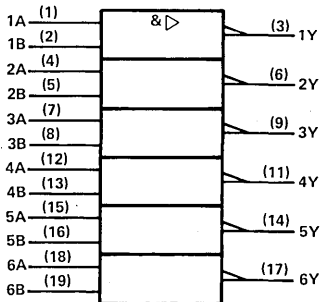 1A (1) & ▷ (3) 1Y
1B (2)
2A (4) (6) 2Y
2B (5)
3A (7) (9) 3Y
3B (8)
4A (12) (11) 4Y
4B (13)
5A (15) (14) 5Y
5B (16)
6A (18) (17) 6Y
6B (19)